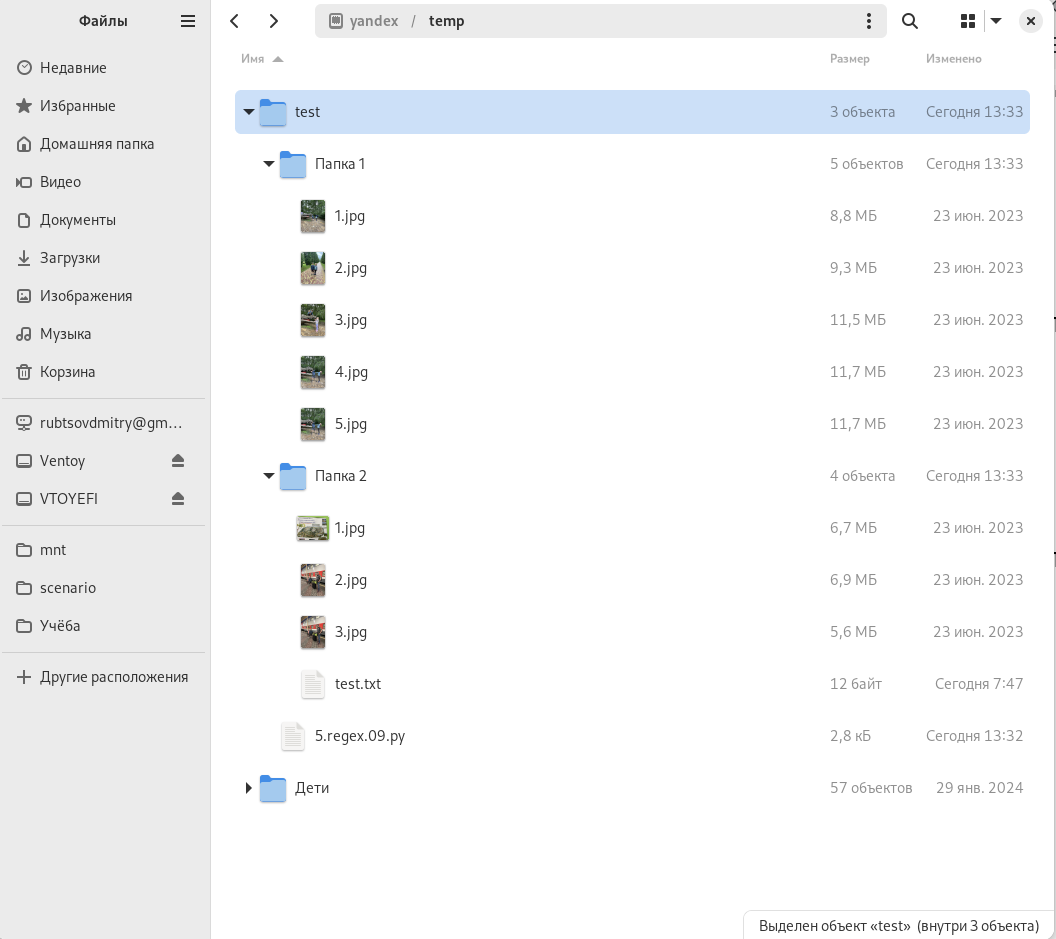 Файлы
yandex / temp
Имя Размер Изменено
Недавние
Избранные
Домашняя папка
Видео
Документы
Загрузки
Изображения
Музыка
Корзина
rubtsovdmitry@gm...
Ventoy
VTOYEFI
mnt
scenario
Учёба
Другие расположения
test 3 объекта Сегодня 13:33
Папка 1 5 объектов Сегодня 13:33
1.jpg 8,8 МБ 23 июн. 2023
2.jpg 9,3 МБ 23 июн. 2023
3.jpg 11,5 МБ 23 июн. 2023
4.jpg 11,7 МБ 23 июн. 2023
5.jpg 11,7 МБ 23 июн. 2023
Папка 2 4 объекта Сегодня 13:33
1.jpg 6,7 МБ 23 июн. 2023
2.jpg 6,9 МБ 23 июн. 2023
3.jpg 5,6 МБ 23 июн. 2023
test.txt 12 байт Сегодня 7:47
5.regex.09.py 2,8 кБ Сегодня 13:32
Дети 57 объектов 29 янв. 2024
Выделен объект «test» (внутри 3 объекта)